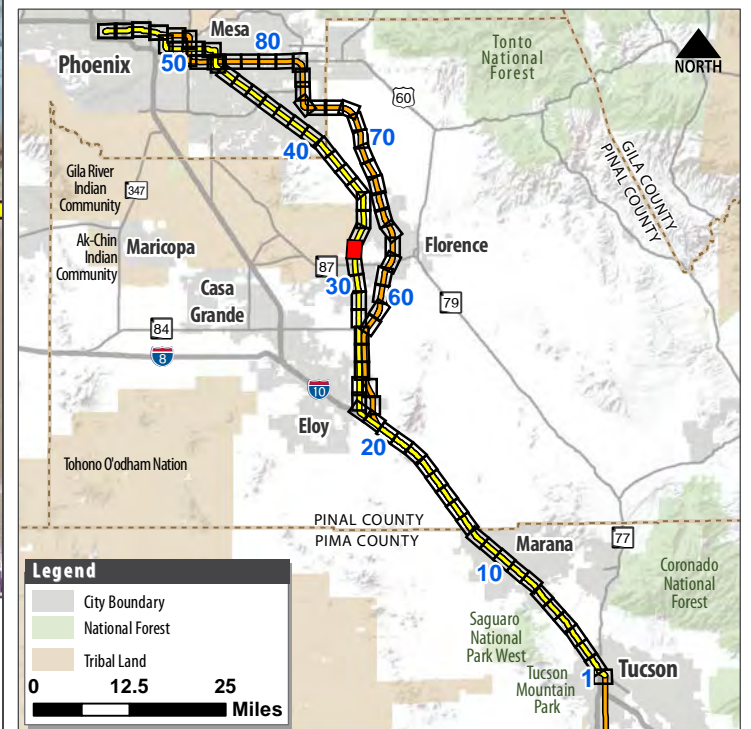 Mesa
80
Phoenix
50
Tonto
National
Forest
NORTH
60
70
40
GILA COUNTY
PINAL COUNTY
Gila River
Indian
Community
347
Ak-Chin
Indian
Community
Maricopa
Florence
87
30
60
Casa
Grande
79
84
8
10
Eloy
20
Tohono O'odham Nation
PINAL COUNTY
PIMA COUNTY
Marana
77
10
Coronado
National
Forest
Saguaro
National
Park West
Tucson
Mountain
Park
1
Tucson
Legend
City Boundary
National Forest
Tribal Land
0 12.5 25
Miles